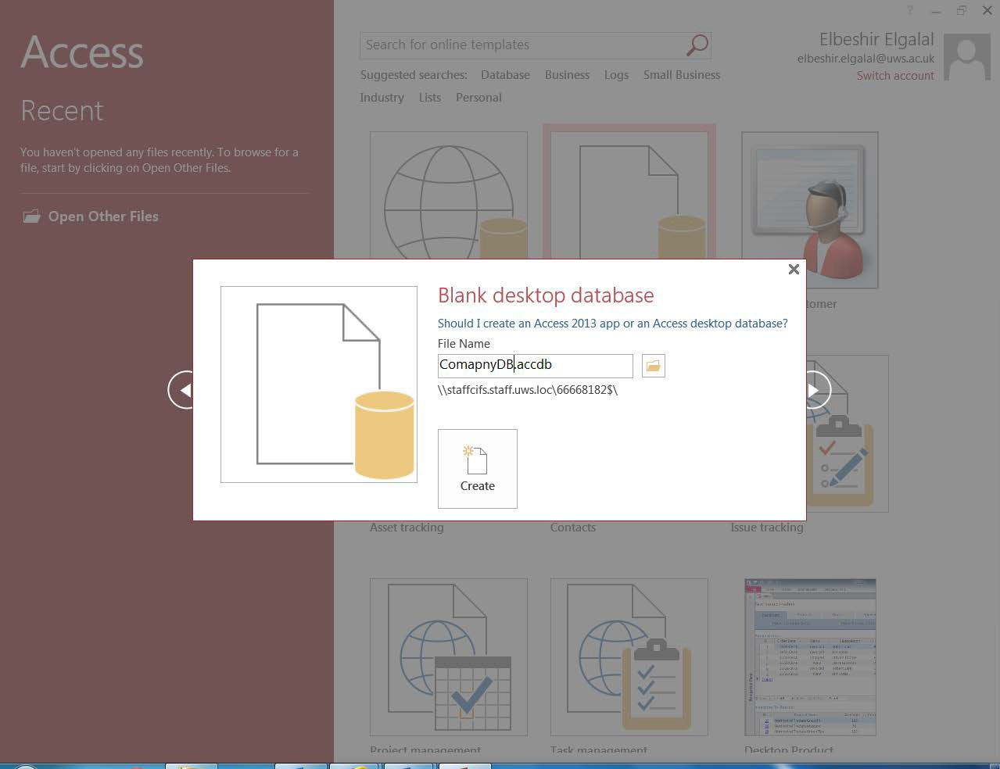 Access
Recent
You haven't opened any files recently. To browse for a
file, start by clicking on Open Other Files.
Open Other Files
?
Search for online templates
Suggested searches: Database Business Logs Small Business
Industry Lists Personal
Elbeshir Elgalal
elbeshir.elgalal@uws.ac.uk
Switch account
Blank desktop database
Should I create an Access 2013 app or an Access desktop database?
File Name
ComapnyDB.accdb
\\staffcifs.staff.uws.loc\66668182$\
Create
Asset tracking
Contacts
Issue tracking
Project management
Task management
Desktop Product